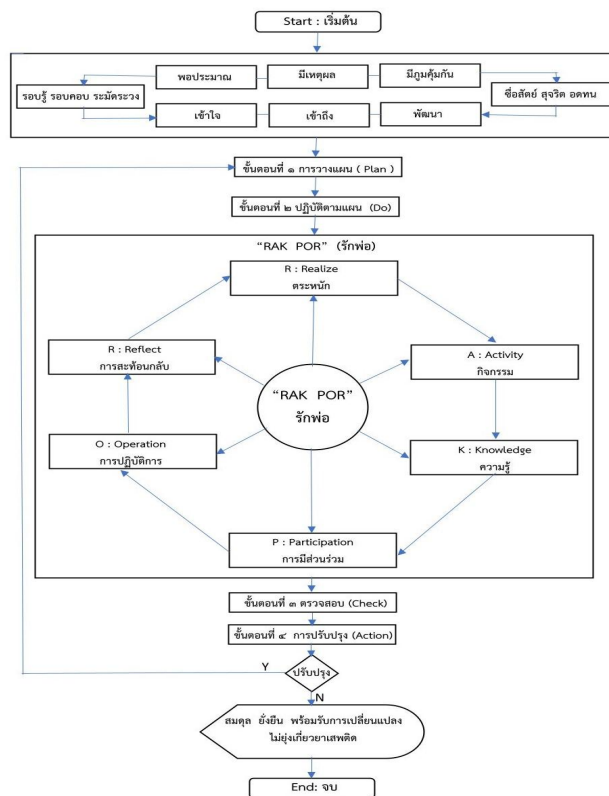 Start : เริ่มต้น
พอประมาณ
มีเหตุผล
มีภูมคุ้มกัน
รอบรู้ รอบคอบ ระมัดระวง
ซื่อสัตย์ สุจริต อดทน
เข้าใจ
เข้าถึง
พัฒนา
ขั้นตอนที่ ๑ การวางแผน ( Plan )
ขั้นตอนที่ ๒ ปฏิบัติตามแผน (Do)
“RAK POR” (รักพ่อ)
R : Realize
ตระหนัก
R : Reflect
การสะท้อนกลับ
A : Activity
กิจกรรม
“RAK POR”
รักพ่อ
O : Operation
การปฏิบัติการ
K : Knowledge
ความรู้
P : Participation
การมีส่วนร่วม
ขั้นตอนที่ ๓ ตรวจสอบ (Check)
ขั้นตอนที่ ๔ การปรับปรุง (Action)
Y
ปรับปรุง
N
สมดุล ยั่งยืน พร้อมรับการเปลี่ยนแปลง
ไม่ยุ่งเกี่ยวยาเสพติด
End: จบ